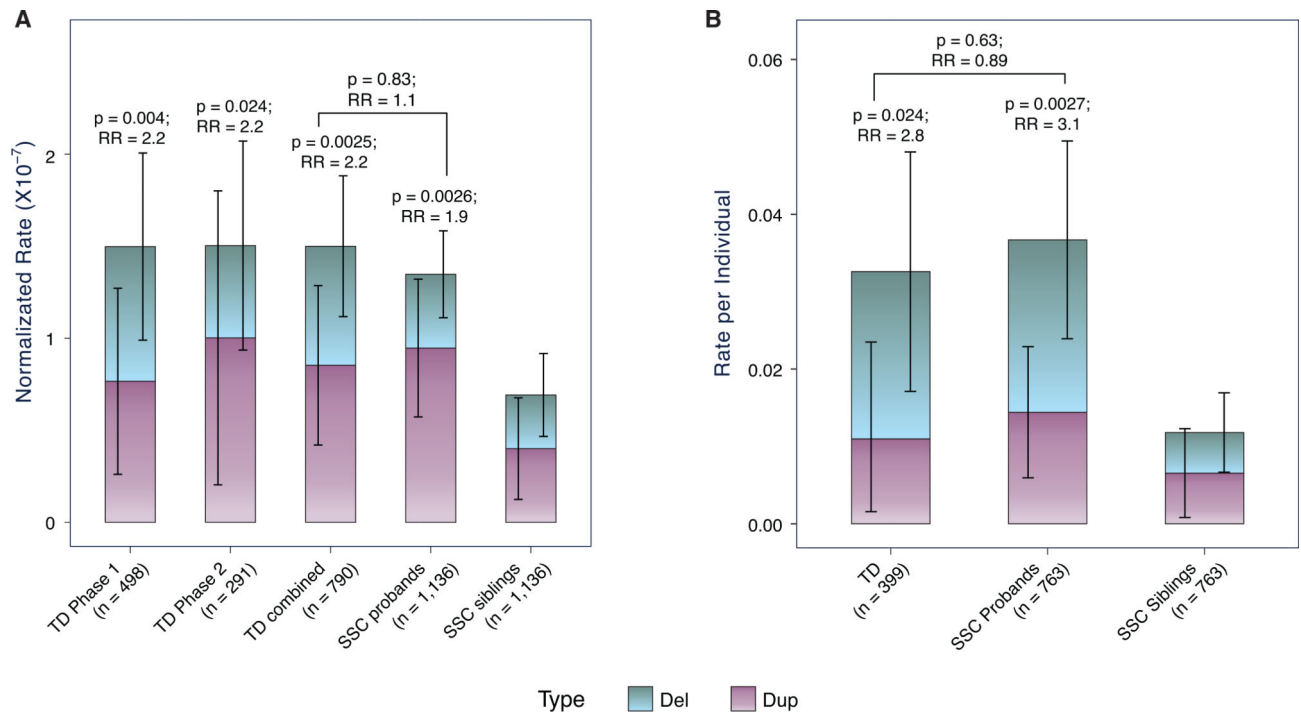 A
Normalizated Rate (X10⁻⁷)
2
1
0
p = 0.004;
RR = 2.2
p = 0.024;
RR = 2.2
p = 0.83;
RR = 1.1
p = 0.0025;
RR = 2.2
p = 0.0026;
RR = 1.9
TD Phase 1
(n = 498)
TD Phase 2
(n = 291)
TD combined
(n = 790)
SSC probands
(n = 1,136)
SSC siblings
(n = 1,136)
B
Rate per Individual
0.06
0.04
0.02
0.00
p = 0.63;
RR = 0.89
p = 0.024;
RR = 2.8
p = 0.0027;
RR = 3.1
TD
(n = 399)
SSC Probands
(n = 763)
SSC Siblings
(n = 763)
Type Del Dup